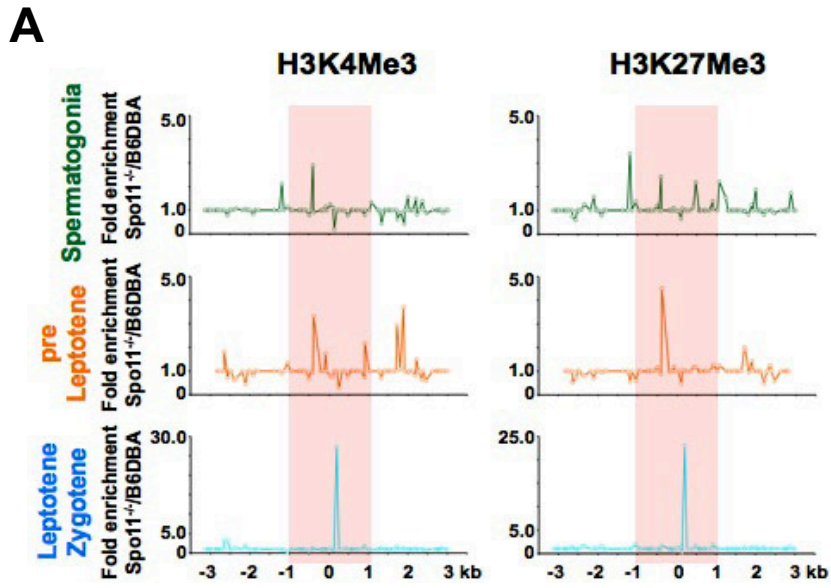 A
H3K4Me3
H3K27Me3
Spermatogonia
Fold enrichment
Spo11-/-/B6DBA
5.0
1.0
0
5.0
1.0
0
pre
Leptotene
Fold enrichment
Spo11-/-/B6DBA
5.0
1.0
0
5.0
1.0
0
Leptotene
Zygotene
Fold enrichment
Spo11-/-/B6DBA
30.0
5.0
0
25.0
5.0
0
-3 -2 -1 0 1 2 3 kb
-3 -2 -1 0 1 2 3 kb